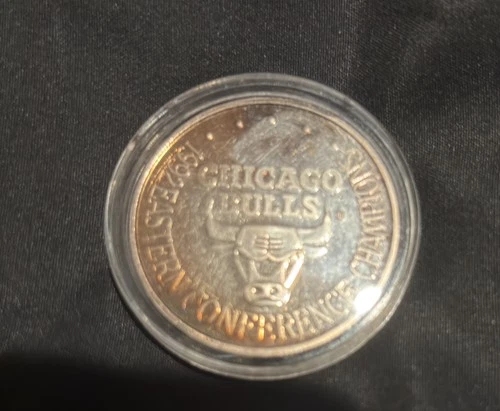 CHICAGO
BULLS
1992 EASTERN CONFERENCE CHAMPIONS